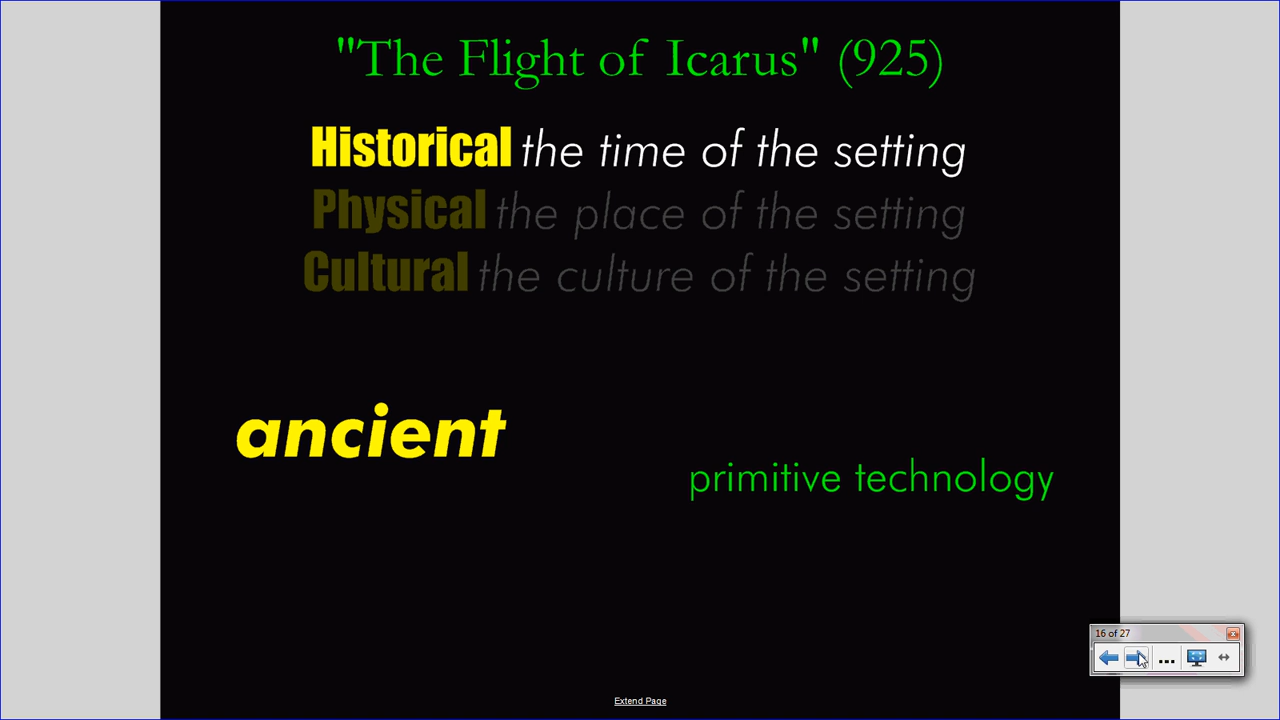 "The Flight of Icarus" (925)
Historical the time of the setting
Physical the place of the setting
Cultural the culture of the setting
ancient
primitive technology
16 of 27
...
Extend Page